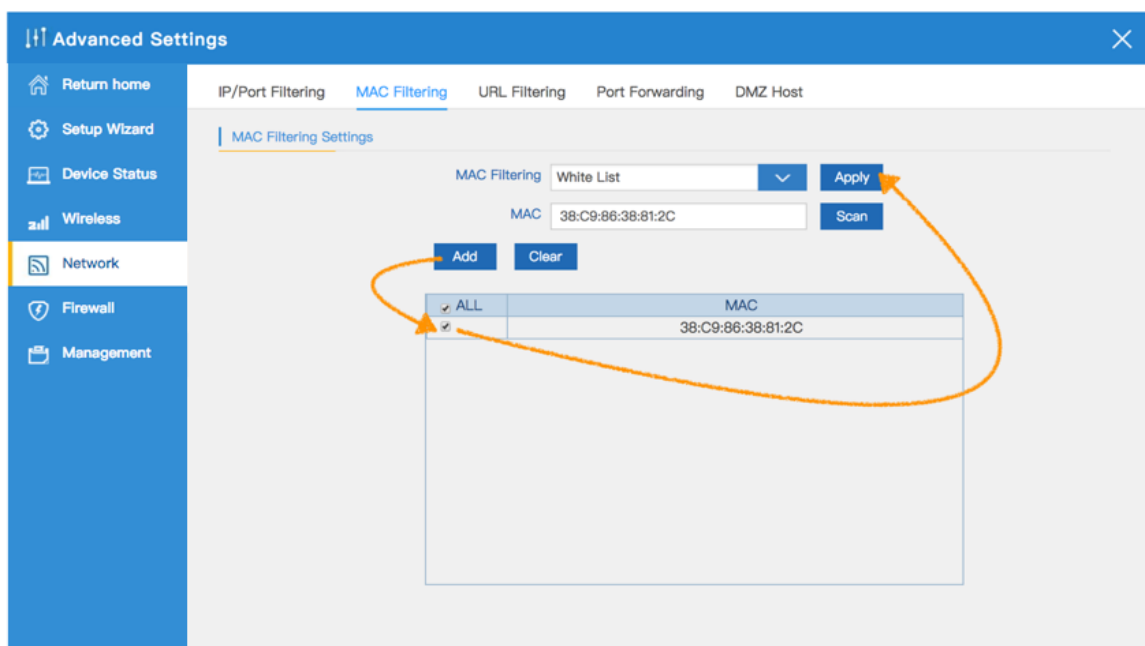 Advanced Settings
Return home
Setup Wizard
Device Status
Wireless
Network
Firewall
Management
IP/Port Filtering MAC Filtering URL Filtering Port Forwarding DMZ Host
MAC Filtering Settings
MAC Filtering White List Apply
MAC 38:C9:86:38:81:2C Scan
Add Clear
ALL MAC
38:C9:86:38:81:2C